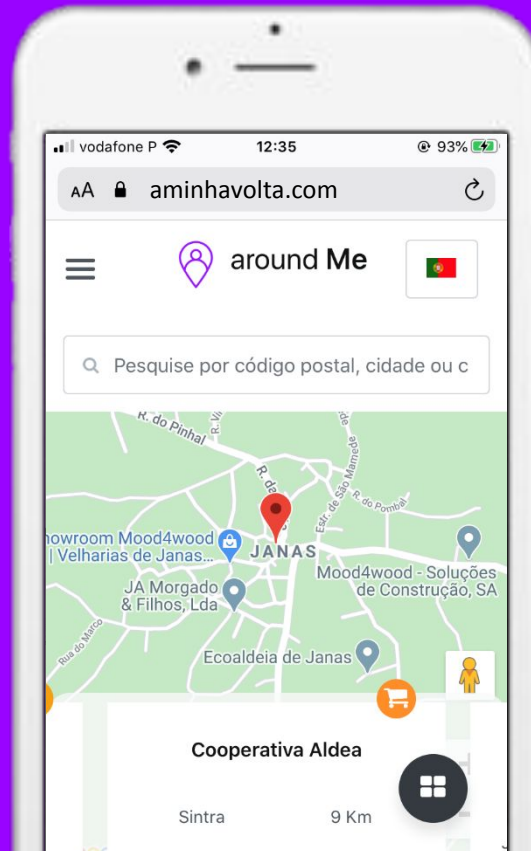 vodafone P 12:35 93%
AA aminhavolta.com
around Me
Pesquise por código postal, cidade ou c
R. do Pinhal
R. da
Estr. de São Mamede
R. do Pombal
howroom Mood4wood
| Velharias de Janas...
JANAS
Mood4wood - Soluções
de Construção, SA
JA Morgado
& Filhos, Lda
Rua do Marco
Ecoaldeia de Janas
Cooperativa Aldea
Sintra 9 Km